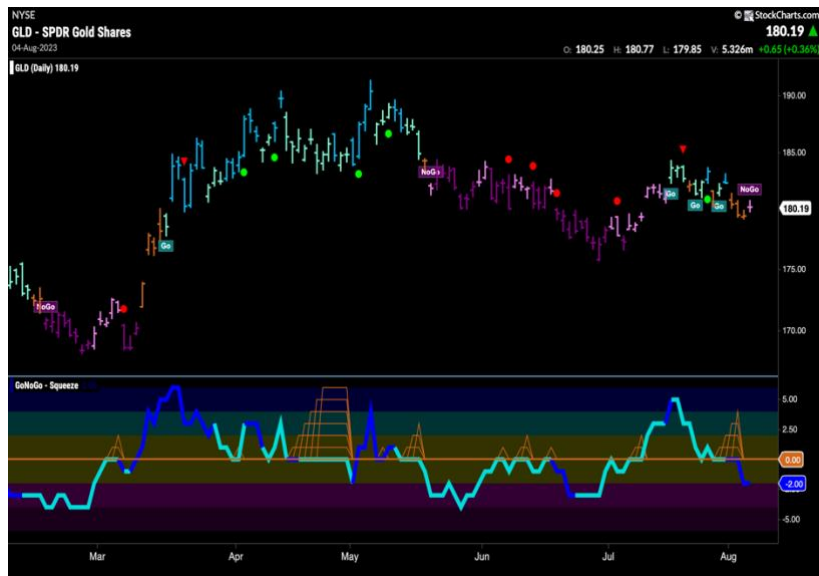 NYSE
© StockCharts.com
GLD - SPDR Gold Shares
180.19
04-Aug-2023
O: 180.25 H: 180.77 L: 179.85 V: 5.326m +0.65 (+0.36%)
GLD (Daily) 180.19
190.00
185.00
180.19
175.00
170.00
NoGo
Go
NoGo
Go
Go
Go
NoGo
GoNoGo - Squeeze
5.00
2.50
0.00
-2.00
-5.00
Mar Apr May Jun Jul Aug